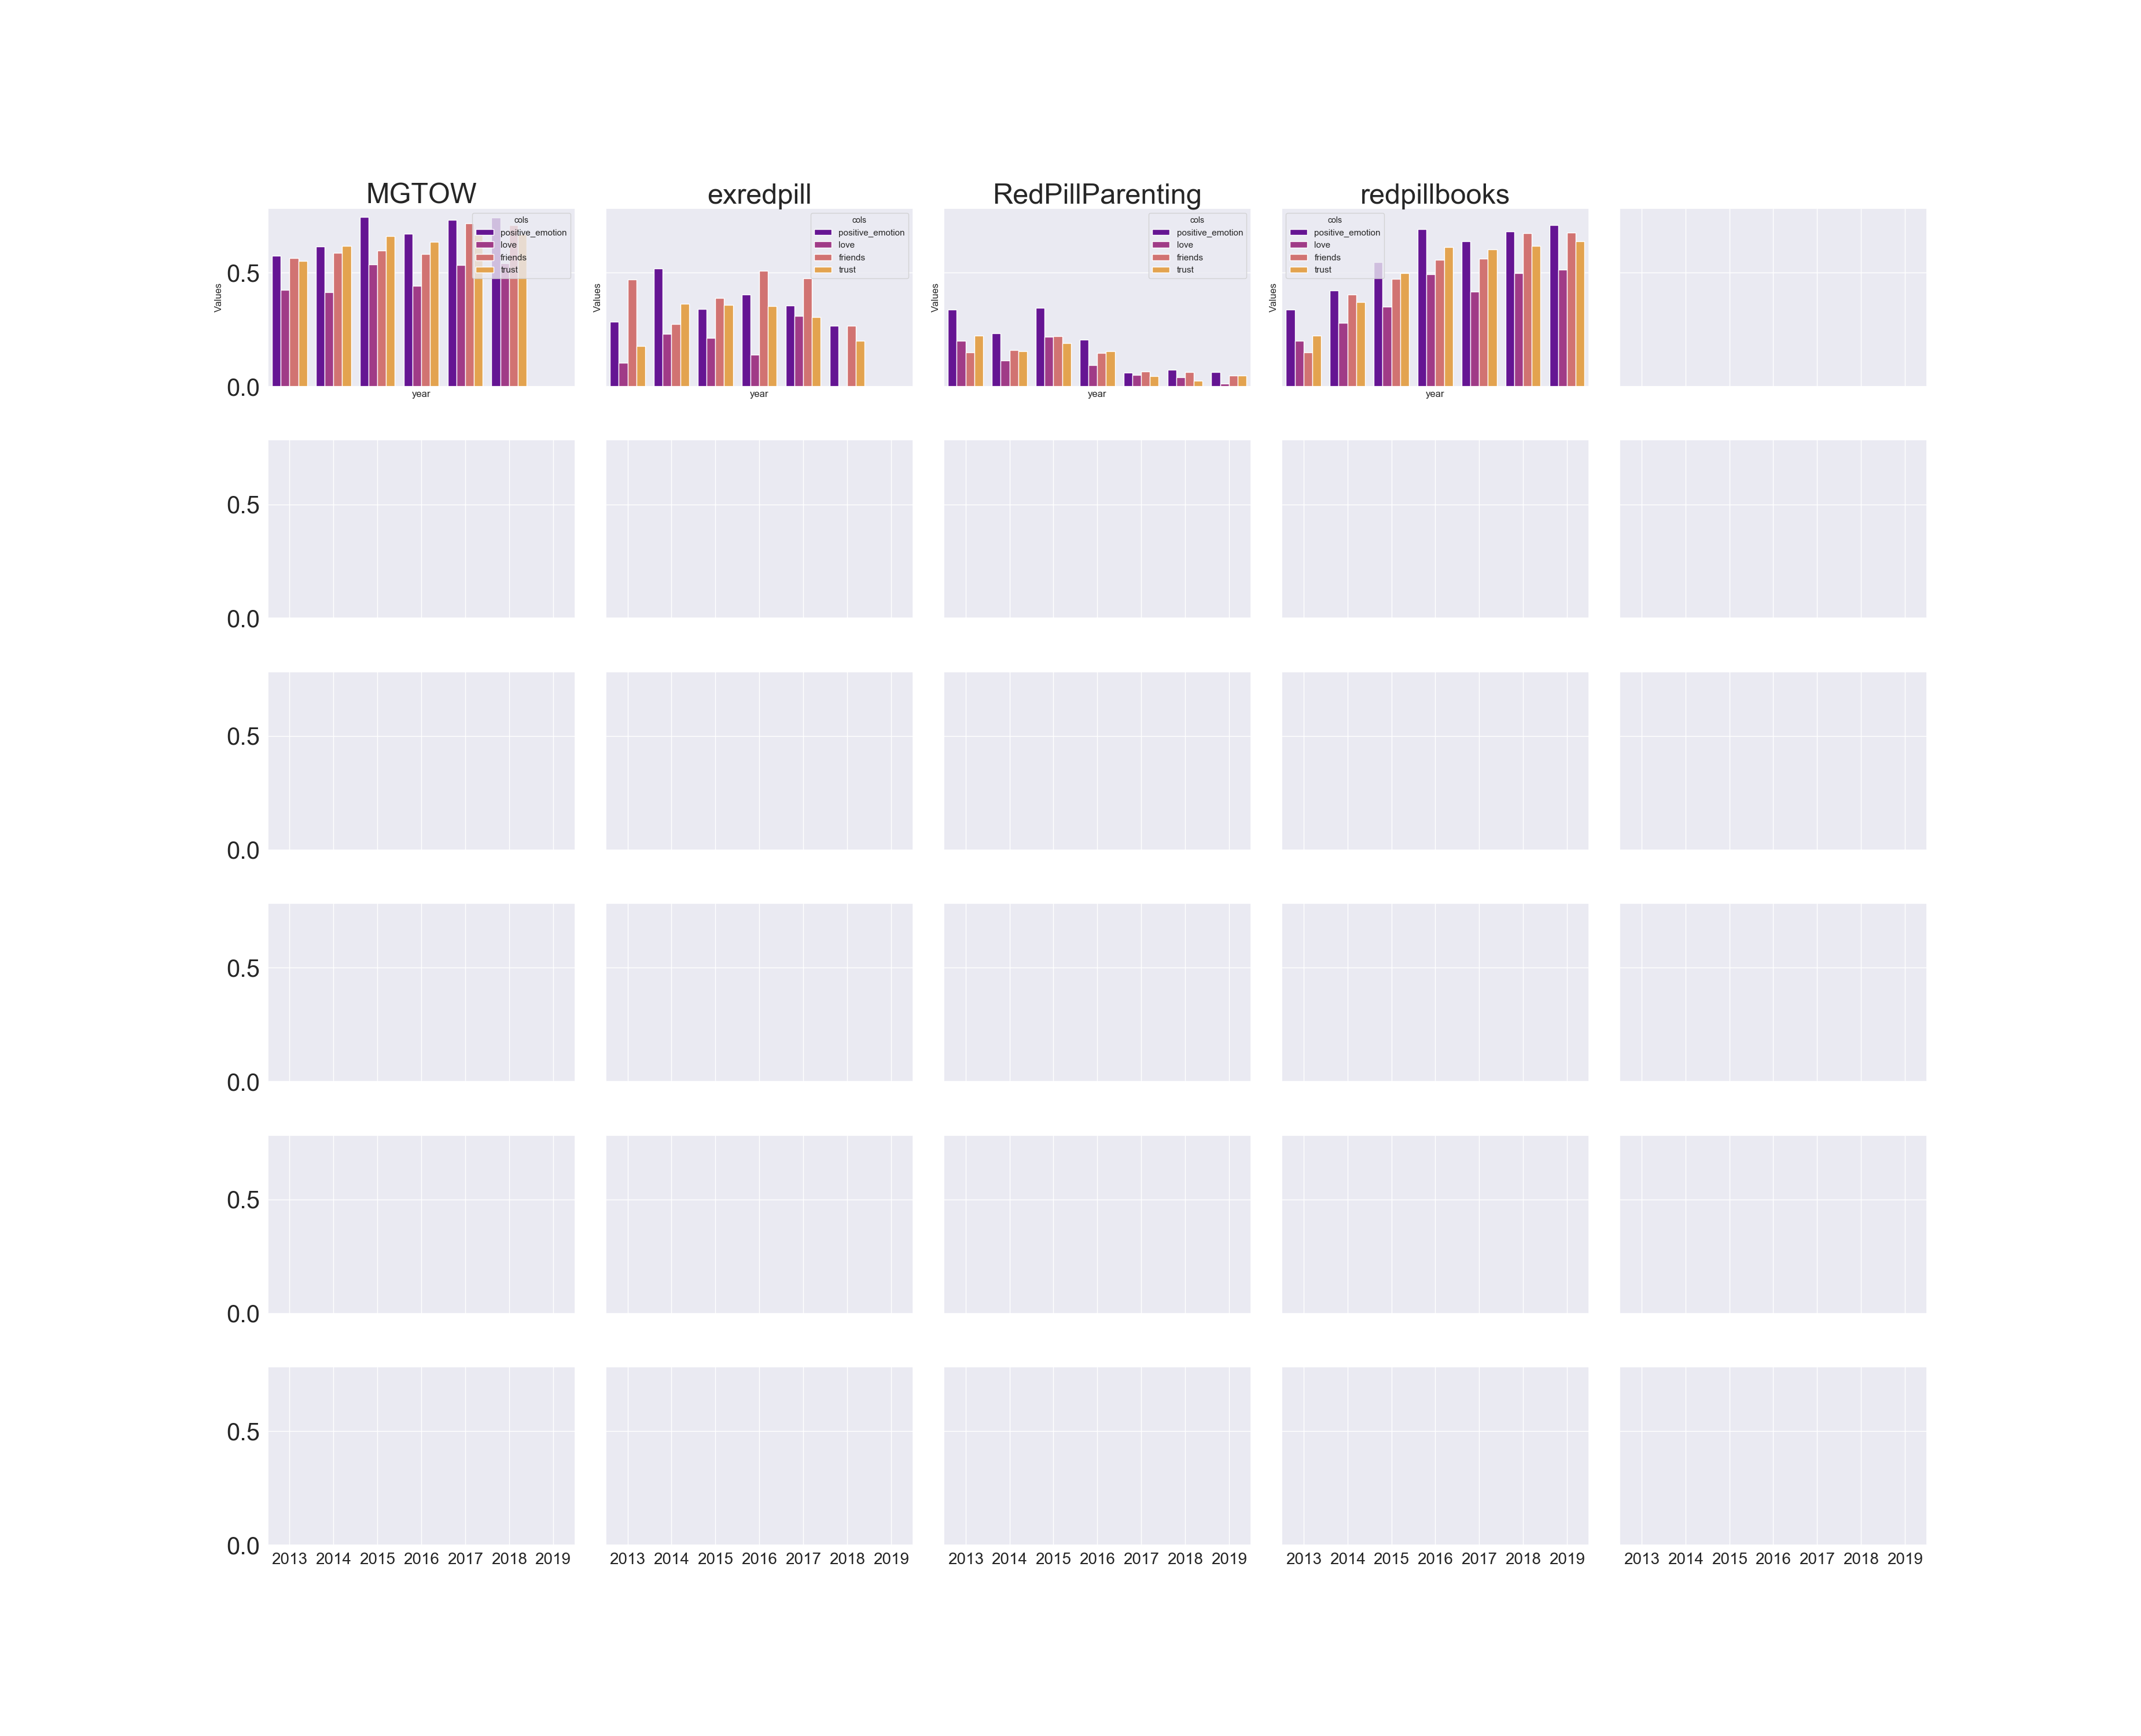 MGTOW exredpill RedPillParenting redpillbooks
cols cols cols cols
positive_emotion positive_emotion positive_emotion positive_emotion
love love love love
friends friends friends friends
trust trust trust trust
0.5
Values Values Values Values
0.0
year year year year
0.5
0.0
0.5
0.0
0.5
0.0
0.5
0.0
0.5
0.0
2013 2014 2015 2016 2017 2018 2019 2013 2014 2015 2016 2017 2018 2019 2013 2014 2015 2016 2017 2018 2019 2013 2014 2015 2016 2017 2018 2019 2013 2014 2015 2016 2017 2018 2019